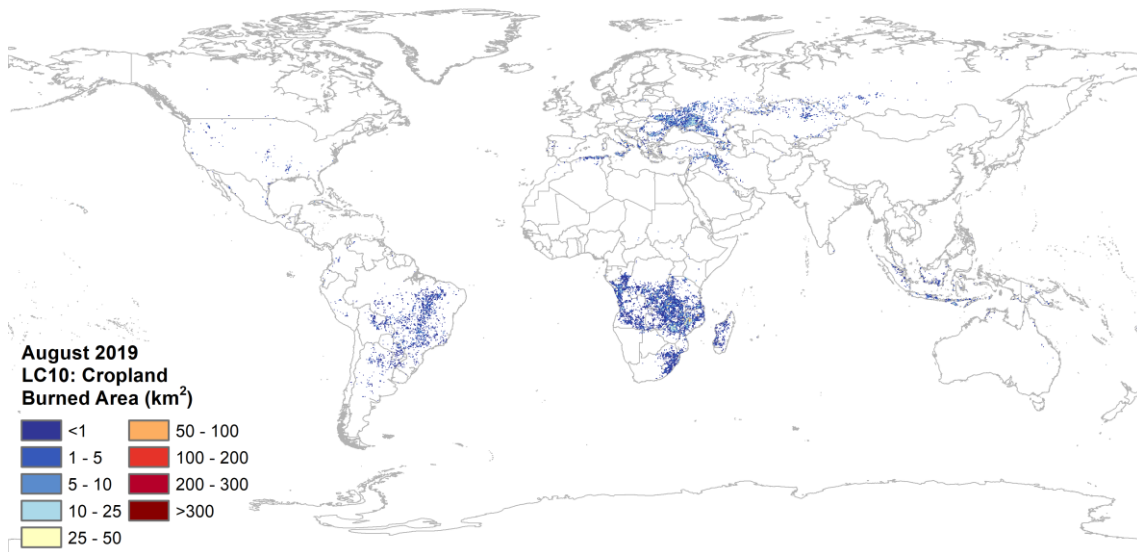 August 2019
LC10: Cropland
Burned Area (km²)
<1
50 - 100
1 - 5
100 - 200
5 - 10
200 - 300
10 - 25
>300
25 - 50